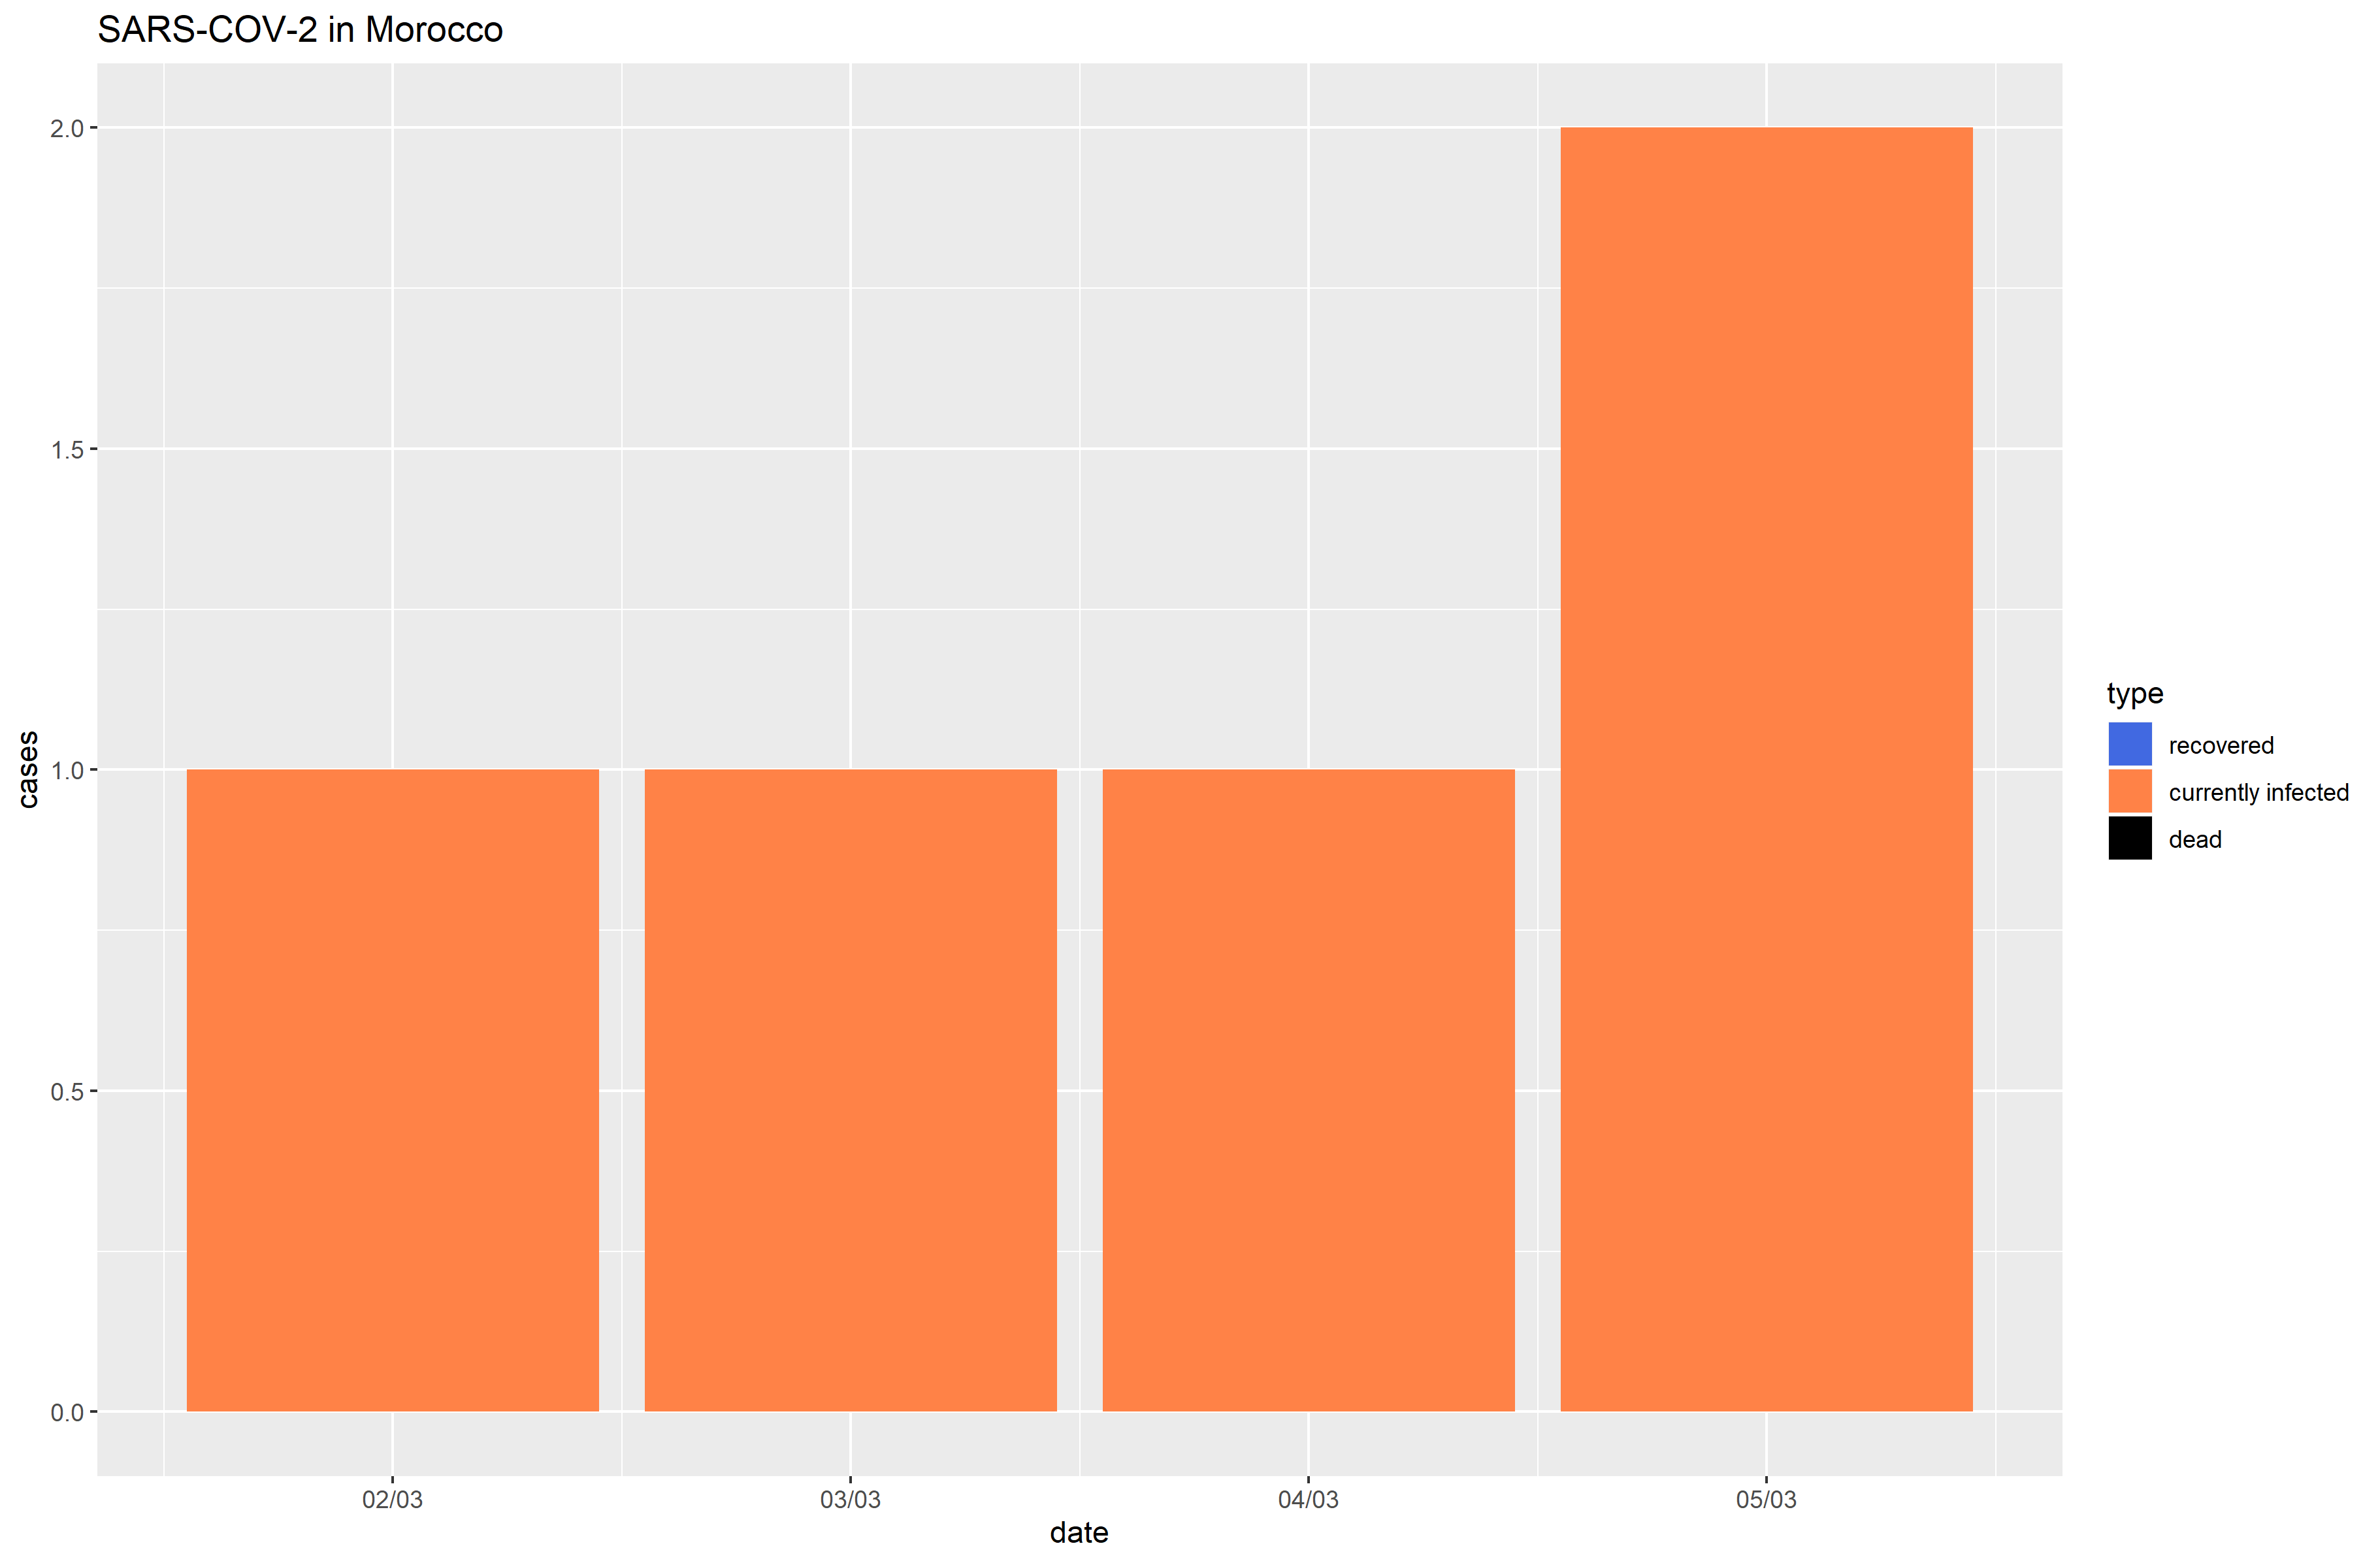 SARS-COV-2 in Morocco
cases
2.0
1.5
1.0
0.5
0.0
02/03
03/03
04/03
05/03
date
type
recovered
currently infected
dead